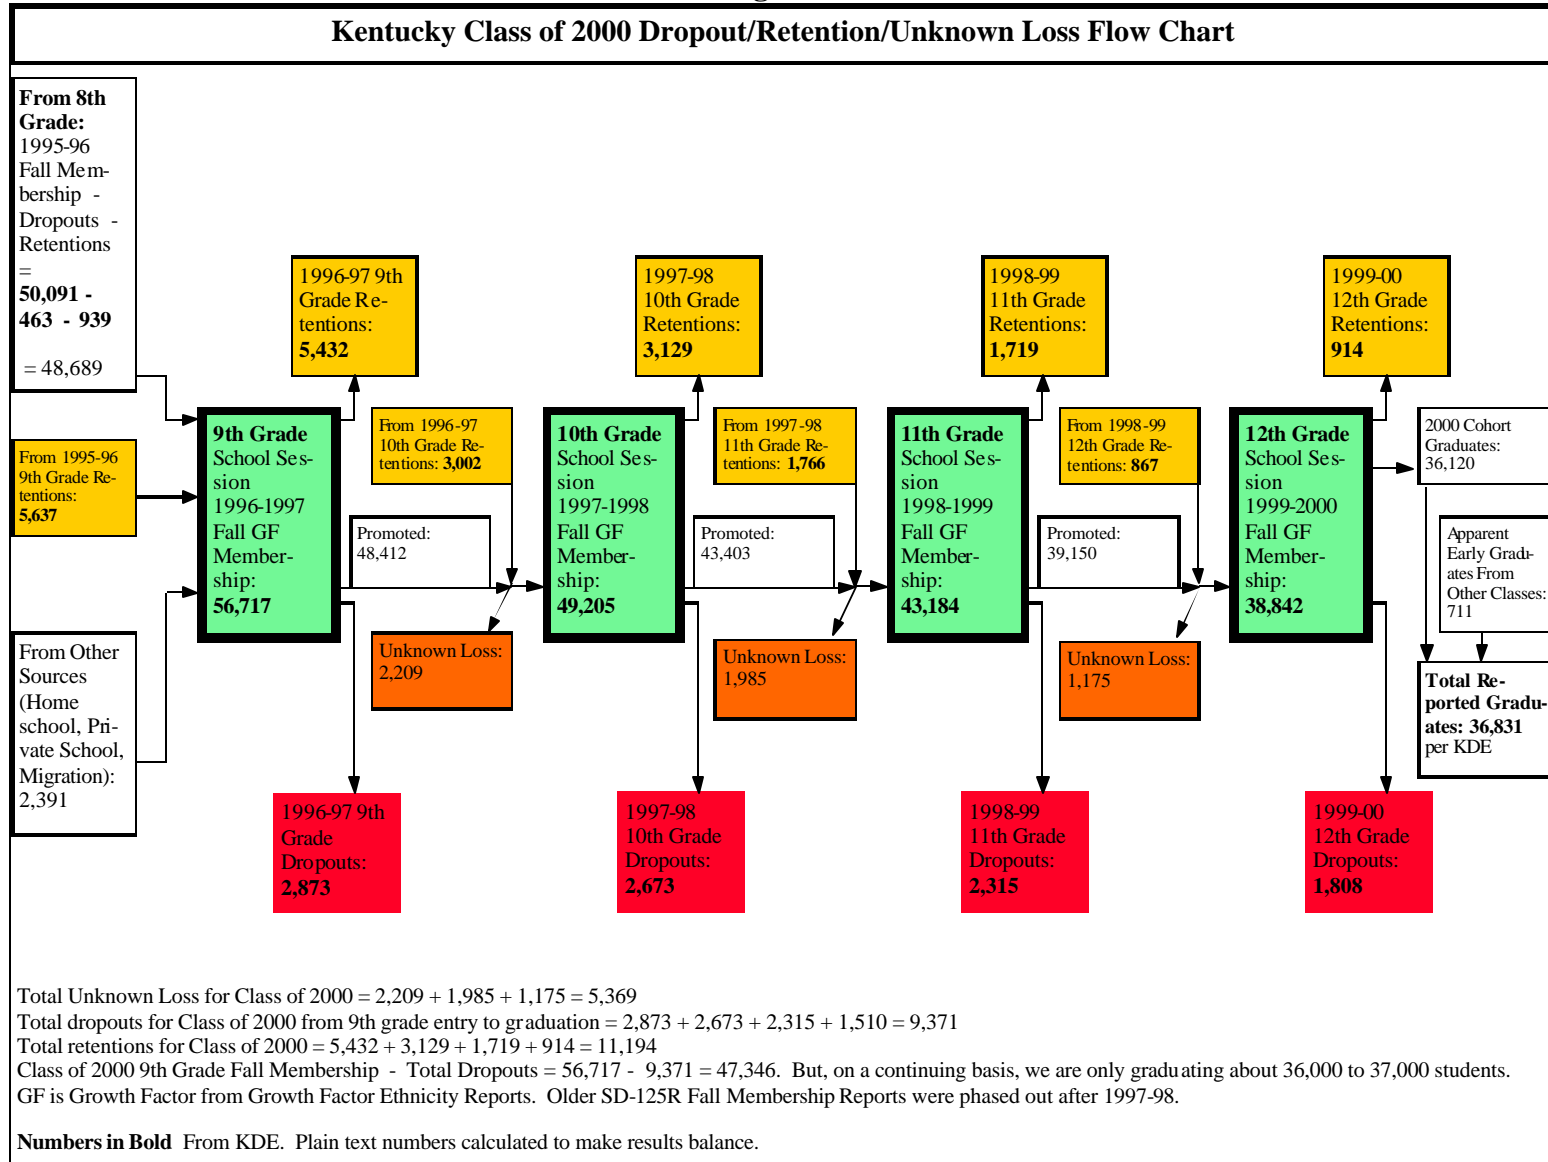 Kentucky Class of 2000 Dropout/Retention/Unknown Loss Flow Chart
From 8th
Grade:
1995-96
Fall Mem-
bership -
Dropouts -
Retentions
=
50,091 -
463 - 939
= 48,689
From 1995-96
9th Grade Re-
tentions:
5,637
From Other
Sources
(Home
school, Pri-
vate School,
Migration):
2,391
1996-97 9th
Grade Re-
tentions:
5,432
9th Grade
School Ses-
sion
1996-1997
Fall GF
Member-
ship:
56,717
From 1996-97
10th Grade Re-
tentions: 3,002
Promoted:
48,412
Unknown Loss:
2,209
1996-97 9th
Grade
Dropouts:
2,873
1997-98
10th Grade
Retentions:
3,129
10th Grade
School Ses-
sion
1997-1998
Fall GF
Member-
ship:
49,205
From 1997-98
11th Grade Re-
tentions: 1,766
Promoted:
43,403
Unknown Loss:
1,985
1997-98
10th Grade
Dropouts:
2,673
1998-99
11th Grade
Retentions:
1,719
11th Grade
School Ses-
sion
1998-1999
Fall GF
Member-
ship:
43,184
From 1998-99
12th Grade Re-
tentions: 867
Promoted:
39,150
Unknown Loss:
1,175
1998-99
11th Grade
Dropouts:
2,315
1999-00
12th Grade
Retentions:
914
12th Grade
School Ses-
sion
1999-2000
Fall GF
Member-
ship:
38,842
2000 Cohort
Graduates:
36,120
Apparent
Early Gradu-
ates From
Other Classes:
711
Total Re-
ported Gradu-
ates: 36,831
per KDE
1999-00
12th Grade
Dropouts:
1,808
Total Unknown Loss for Class of 2000 = 2,209 + 1,985 + 1,175 = 5,369
Total dropouts for Class of 2000 from 9th grade entry to graduation = 2,873 + 2,673 + 2,315 + 1,510 = 9,371
Total retentions for Class of 2000 = 5,432 + 3,129 + 1,719 + 914 = 11,194
Class of 2000 9th Grade Fall Membership - Total Dropouts = 56,717 - 9,371 = 47,346. But, on a continuing basis, we are only graduating about 36,000 to 37,000 students.
GF is Growth Factor from Growth Factor Ethnicity Reports. Older SD-125R Fall Membership Reports were phased out after 1997-98.
Numbers in Bold From KDE. Plain text numbers calculated to make results balance.